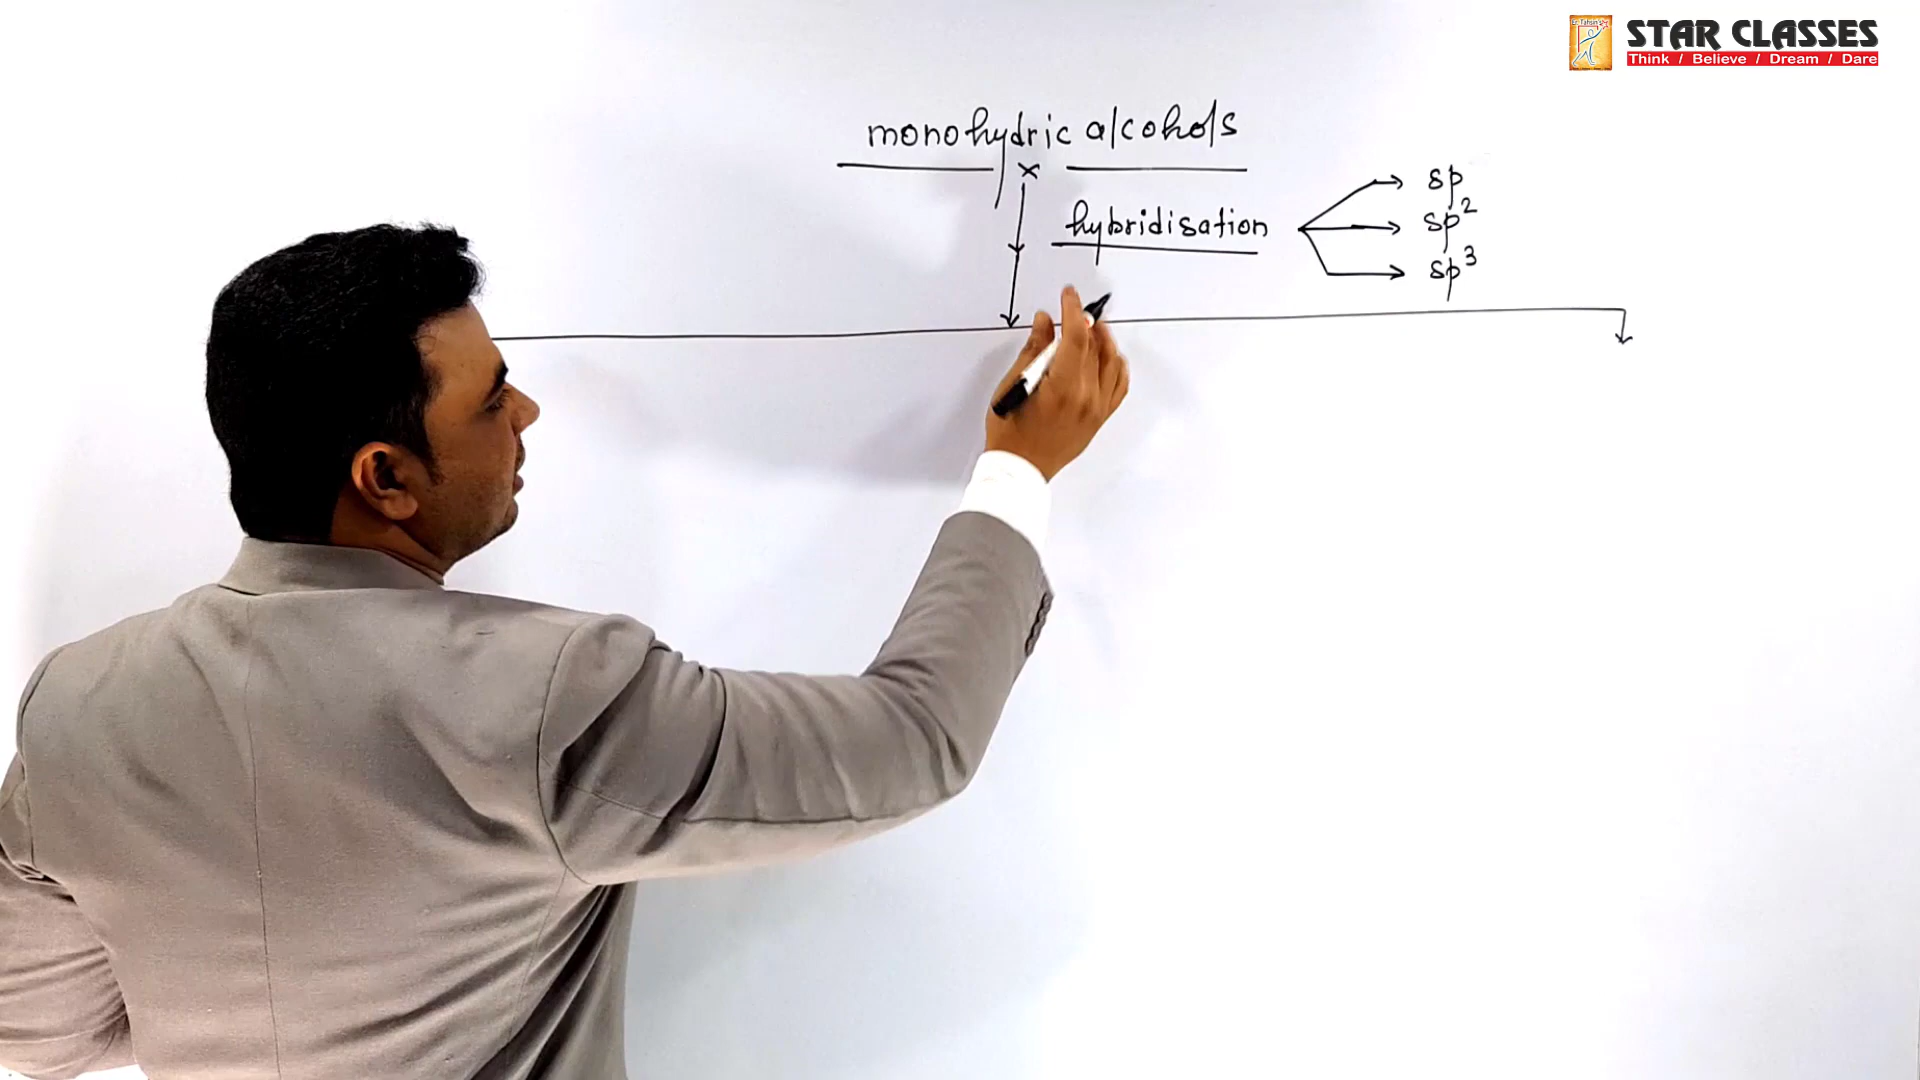 STAR CLASSES
Think / Believe / Dream / Dare
monohydric alcohols
hybridisation
sp
sp²
sp³